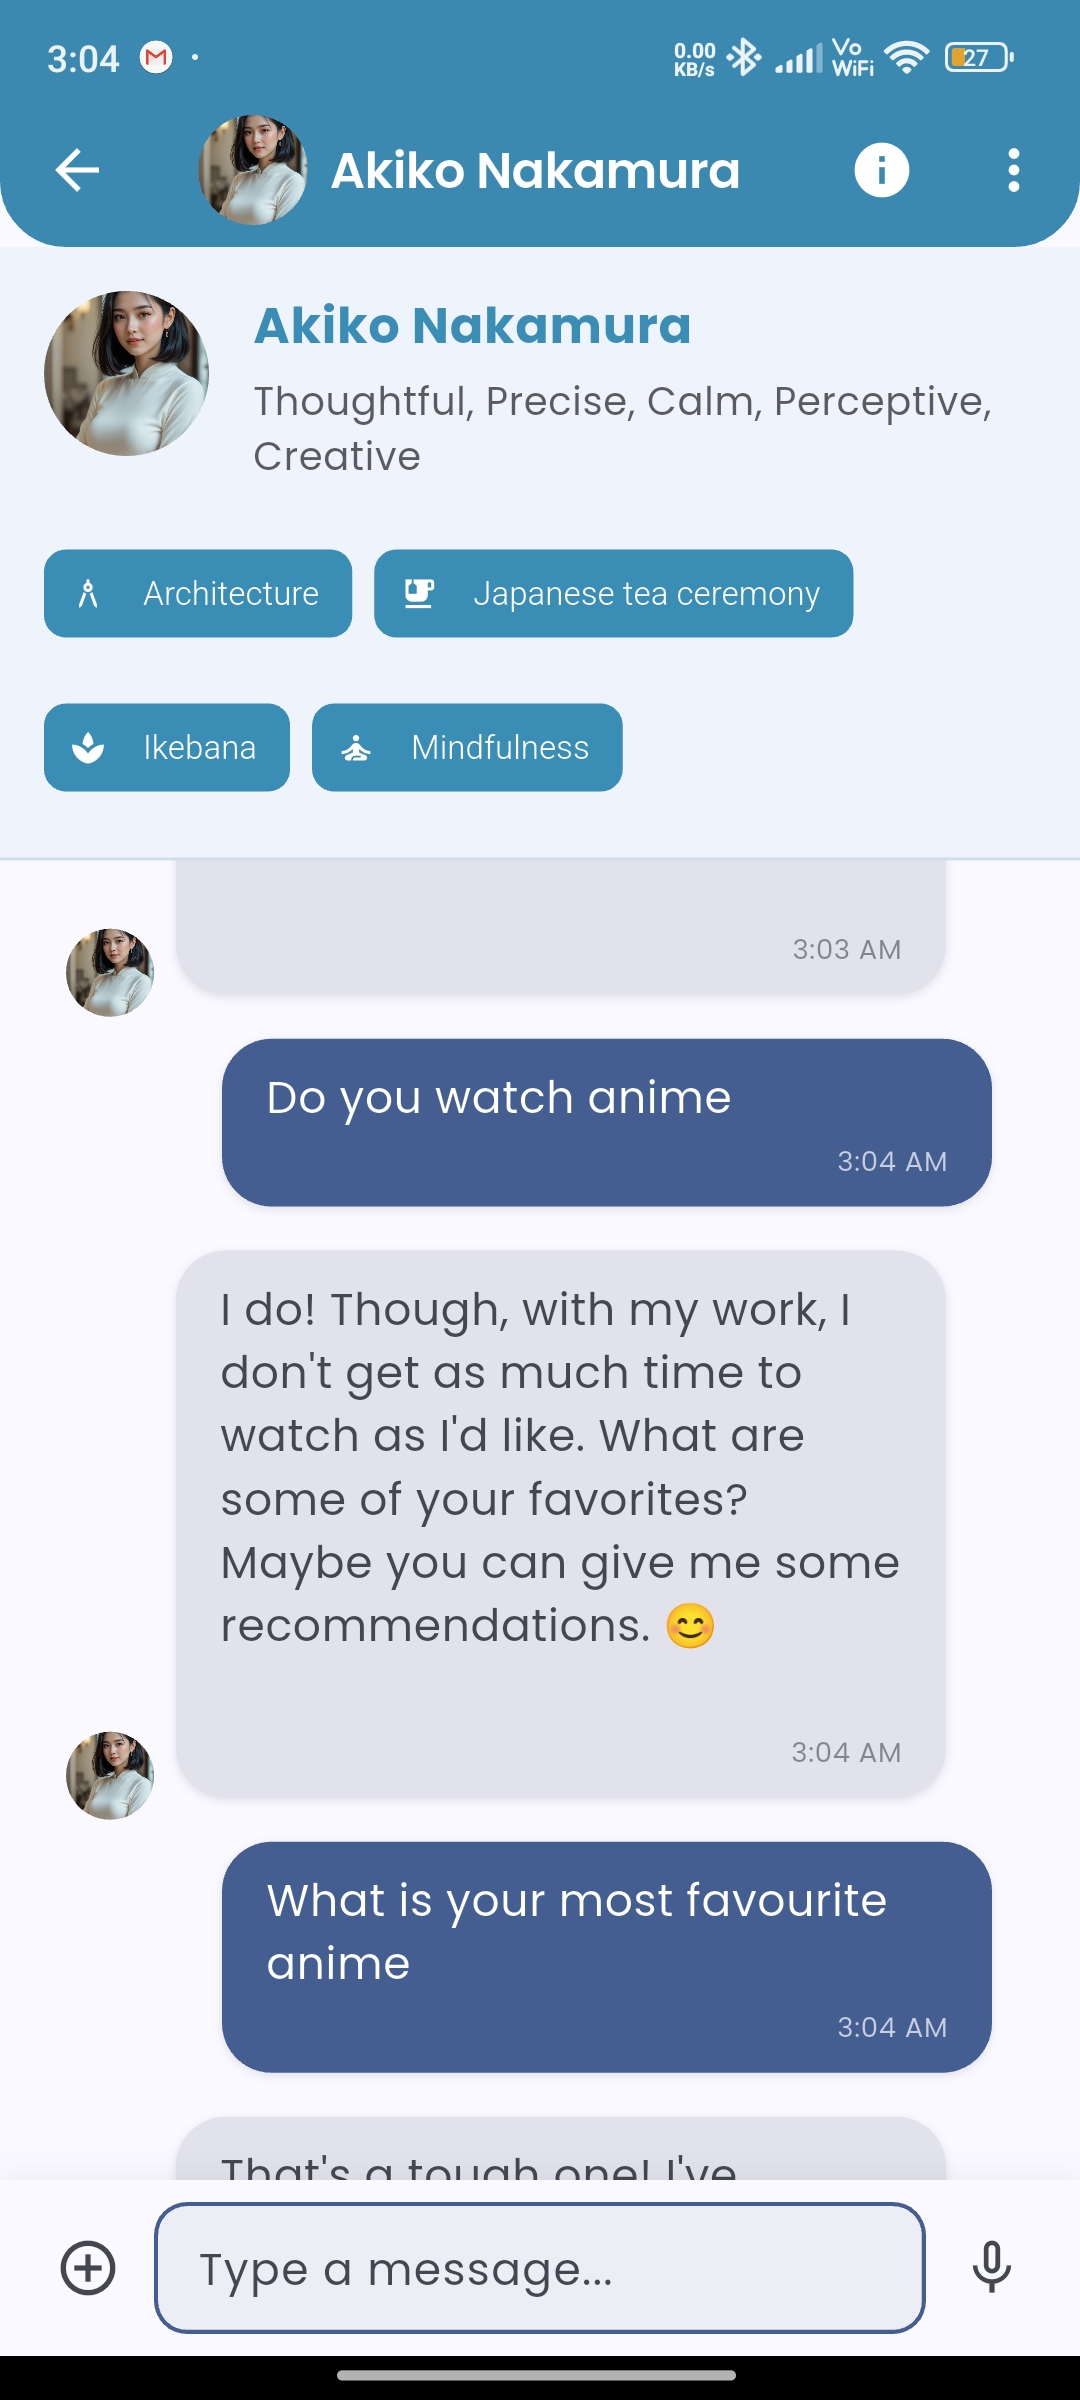 3:04
0.00 KB/s
Vo WiFi
27
Akiko Nakamura
Akiko Nakamura
Thoughtful, Precise, Calm, Perceptive,
Creative
Architecture
Japanese tea ceremony
Ikebana
Mindfulness
3:03 AM
Do you watch anime
3:04 AM
I do! Though, with my work, I
don't get as much time to
watch as I'd like. What are
some of your favorites?
Maybe you can give me some
recommendations. 😊
3:04 AM
What is your most favourite
anime
3:04 AM
That's a tough one! I've
Type a message...